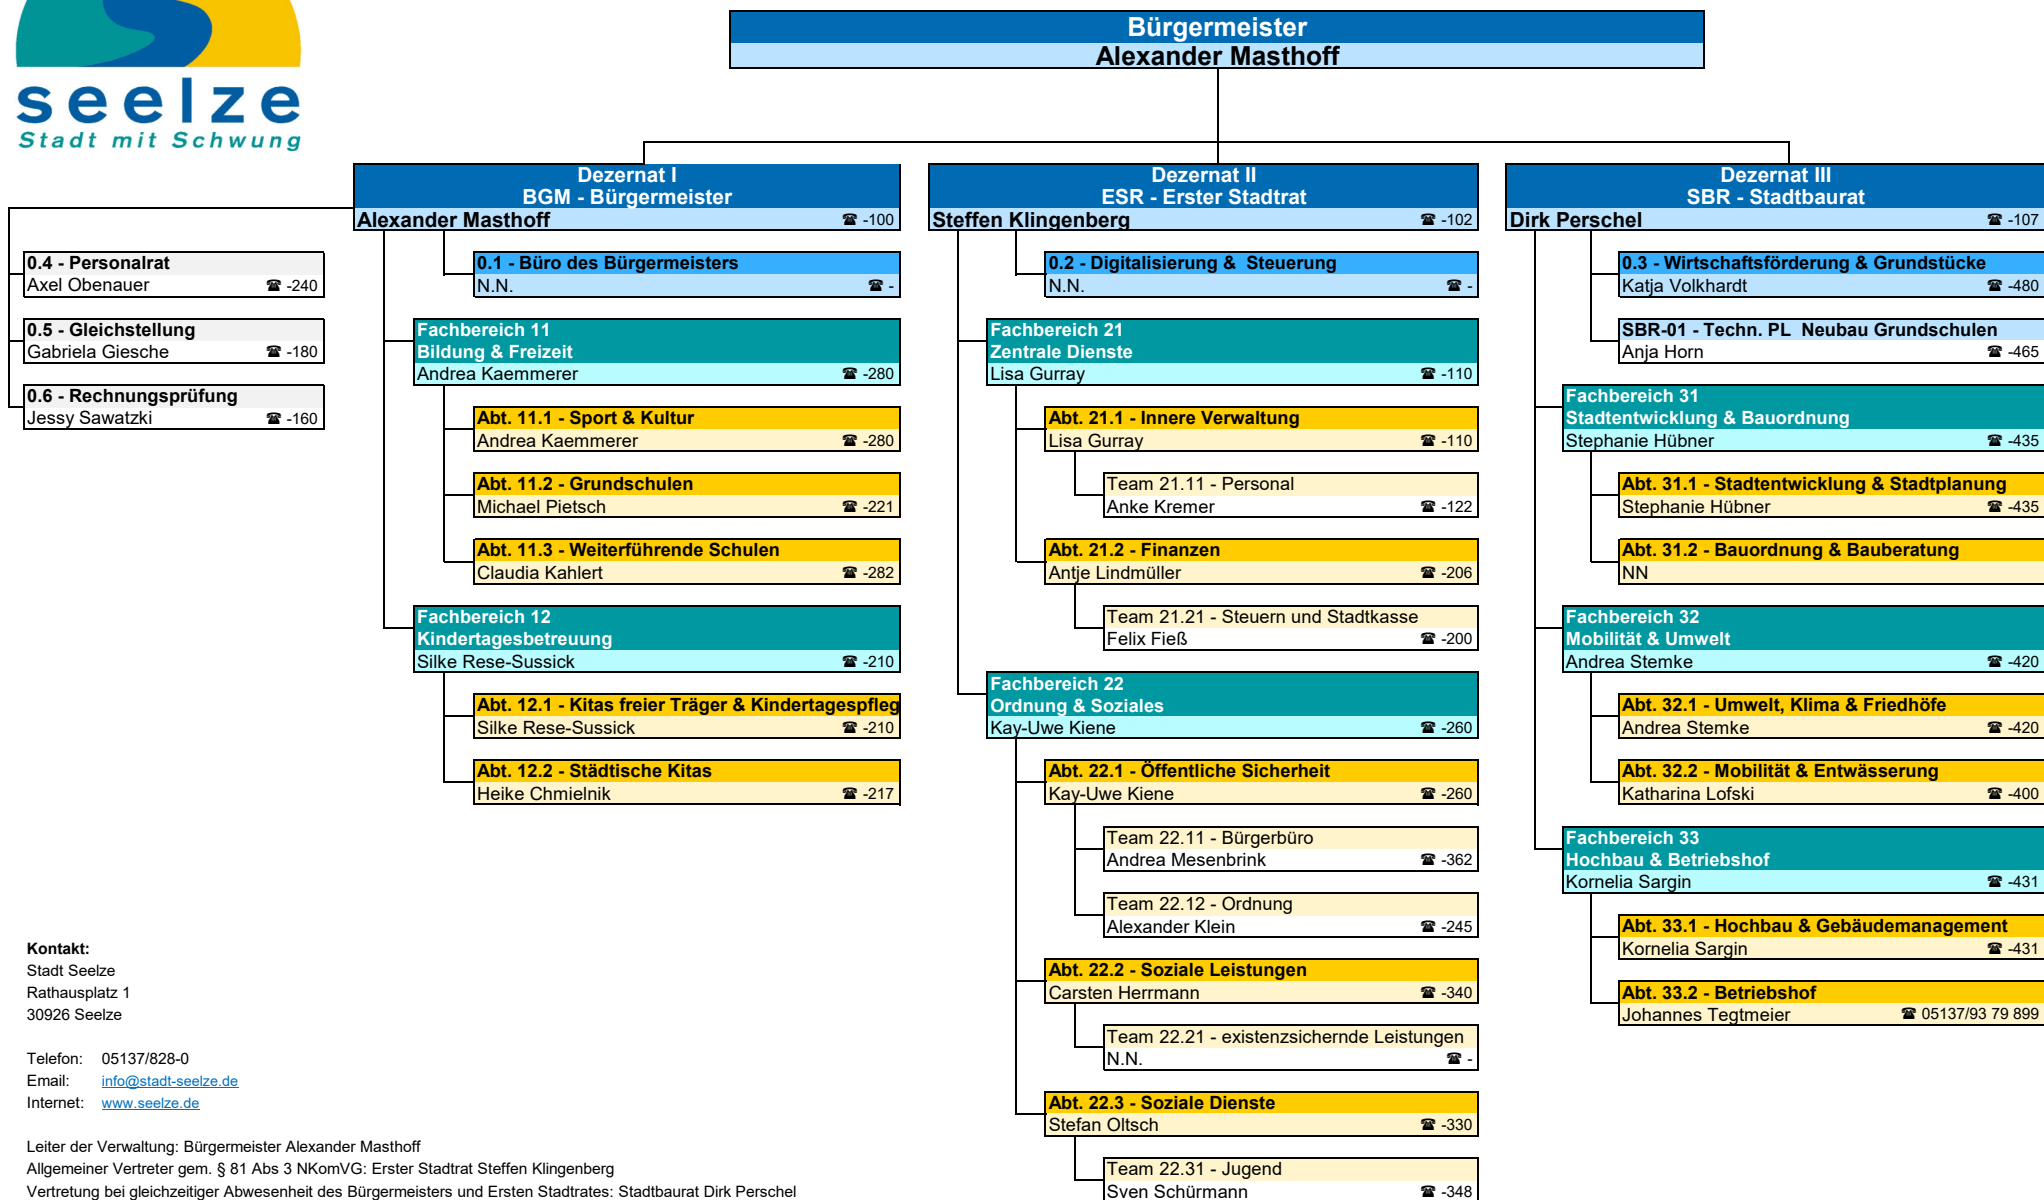 seelze
Stadt mit Schwung
Bürgermeister
Alexander Masthoff
Dezernat I
BGM - Bürgermeister
Alexander Masthoff ☎ -100
0.4 - Personalrat
Axel Obenauer ☎ -240
0.5 - Gleichstellung
Gabriela Giesche ☎ -180
0.6 - Rechnungsprüfung
Jessy Sawatzki ☎ -160
0.1 - Büro des Bürgermeisters
N.N. ☎ -
Fachbereich 11
Bildung & Freizeit
Andrea Kaemmerer ☎ -280
Abt. 11.1 - Sport & Kultur
Andrea Kaemmerer ☎ -280
Abt. 11.2 - Grundschulen
Michael Pietsch ☎ -221
Abt. 11.3 - Weiterführende Schulen
Claudia Kahlert ☎ -282
Fachbereich 12
Kindertagesbetreuung
Silke Rese-Sussick ☎ -210
Abt. 12.1 - Kitas freier Träger & Kindertagespfleg
Silke Rese-Sussick ☎ -210
Abt. 12.2 - Städtische Kitas
Heike Chmielnik ☎ -217
Dezernat II
ESR - Erster Stadtrat
Steffen Klingenberg ☎ -102
0.2 - Digitalisierung & Steuerung
N.N. ☎ -
Fachbereich 21
Zentrale Dienste
Lisa Gurray ☎ -110
Abt. 21.1 - Innere Verwaltung
Lisa Gurray ☎ -110
Team 21.11 - Personal
Anke Kremer ☎ -122
Abt. 21.2 - Finanzen
Antje Lindmüller ☎ -206
Team 21.21 - Steuern und Stadtkasse
Felix Fieß ☎ -200
Fachbereich 22
Ordnung & Soziales
Kay-Uwe Kiene ☎ -260
Abt. 22.1 - Öffentliche Sicherheit
Kay-Uwe Kiene ☎ -260
Team 22.11 - Bürgerbüro
Andrea Mesenbrink ☎ -362
Team 22.12 - Ordnung
Alexander Klein ☎ -245
Abt. 22.2 - Soziale Leistungen
Carsten Herrmann ☎ -340
Team 22.21 - existenzsichernde Leistungen
N.N. ☎ -
Abt. 22.3 - Soziale Dienste
Stefan Oltsch ☎ -330
Team 22.31 - Jugend
Sven Schürmann ☎ -348
Dezernat III
SBR - Stadtbaurat
Dirk Perschel ☎ -107
0.3 - Wirtschaftsförderung & Grundstücke
Katja Volkhardt ☎ -480
SBR-01 - Techn. PL Neubau Grundschulen
Anja Horn ☎ -465
Fachbereich 31
Stadtentwicklung & Bauordnung
Stephanie Hübner ☎ -435
Abt. 31.1 - Stadtentwicklung & Stadtplanung
Stephanie Hübner ☎ -435
Abt. 31.2 - Bauordnung & Bauberatung
NN
Fachbereich 32
Mobilität & Umwelt
Andrea Stemke ☎ -420
Abt. 32.1 - Umwelt, Klima & Friedhöfe
Andrea Stemke ☎ -420
Abt. 32.2 - Mobilität & Entwässerung
Katharina Lofski ☎ -400
Fachbereich 33
Hochbau & Betriebshof
Kornelia Sargin ☎ -431
Abt. 33.1 - Hochbau & Gebäudemanagement
Kornelia Sargin ☎ -431
Abt. 33.2 - Betriebshof
Johannes Tegtmeier ☎ 05137/93 79 899
Kontakt:
Stadt Seelze
Rathausplatz 1
30926 Seelze
Telefon: 05137/828-0
Email: info@stadt-seelze.de
Internet: www.seelze.de
Leiter der Verwaltung: Bürgermeister Alexander Masthoff
Allgemeiner Vertreter gem. § 81 Abs 3 NKomVG: Erster Stadtrat Steffen Klingenberg
Vertretung bei gleichzeitiger Abwesenheit des Bürgermeisters und Ersten Stadtrates: Stadtbaurat Dirk Perschel